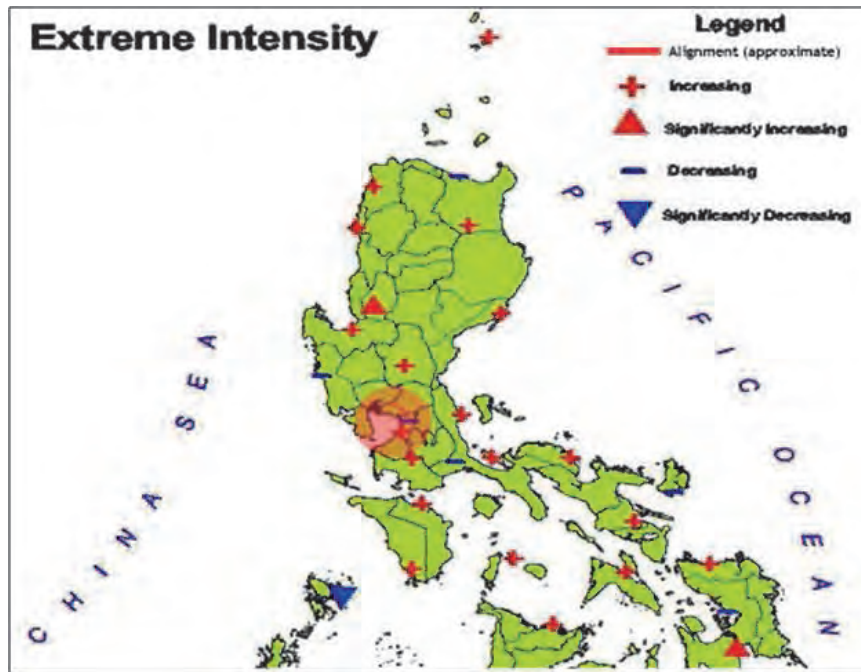 Extreme Intensity
Legend
Alignment (approximate)
Increasing
Significantly Increasing
Decreasing
Significantly Decreasing
PACIFIC OCEAN
CHINA SEA